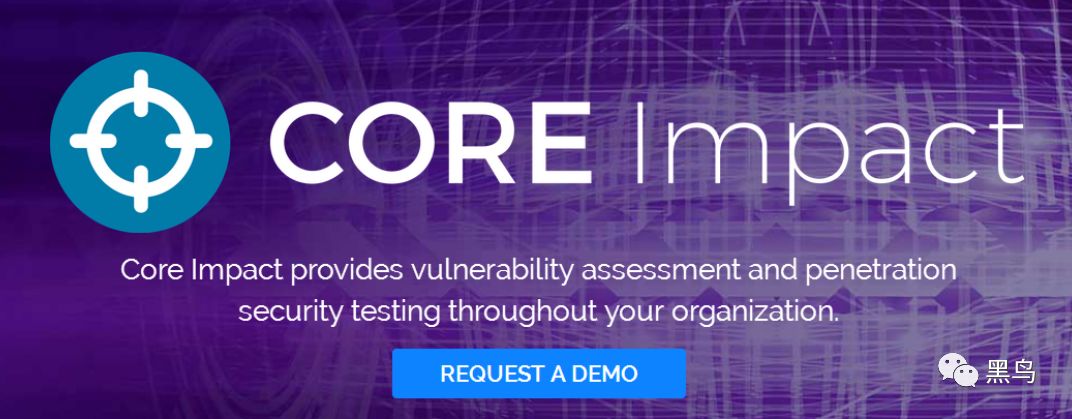 CORE Impact
Core Impact provides vulnerability assessment and penetration
security testing throughout your organization.
REQUEST A DEMO
黑鸟